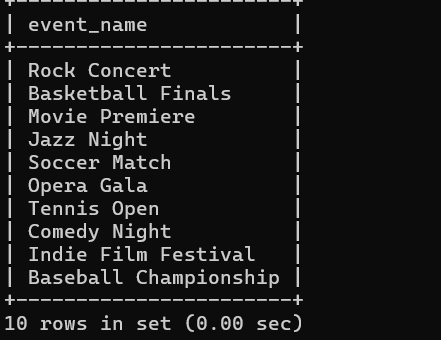 +----------------------+
| event_name           |
+----------------------+
| Rock Concert         |
| Basketball Finals    |
| Movie Premiere       |
| Jazz Night           |
| Soccer Match         |
| Opera Gala           |
| Tennis Open          |
| Comedy Night         |
| Indie Film Festival  |
| Baseball Championship |
+----------------------+
10 rows in set (0.00 sec)